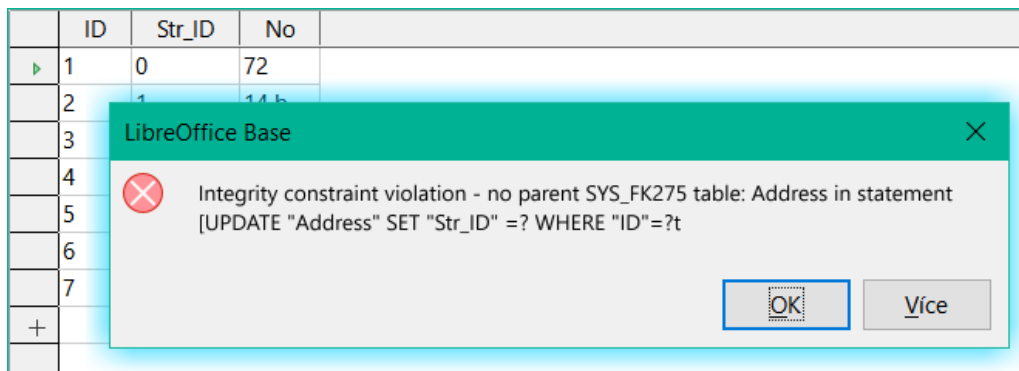 ID Str_ID No
1 0 72
2
3
4
5
6
7
LibreOffice Base
Integrity constraint violation - no parent SYS_FK275 table: Address in statement
[UPDATE "Address" SET "Str_ID" =? WHERE "ID"=?t
OK Více